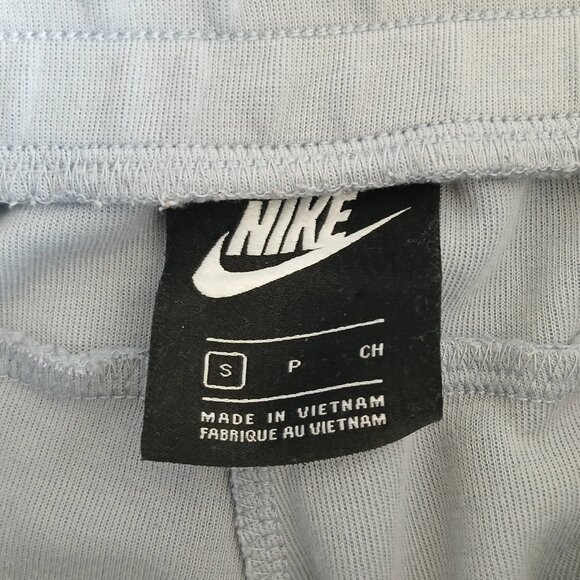 NIKE
S P CH
MADE IN VIETNAM
FABRIQUE AU VIETNAM